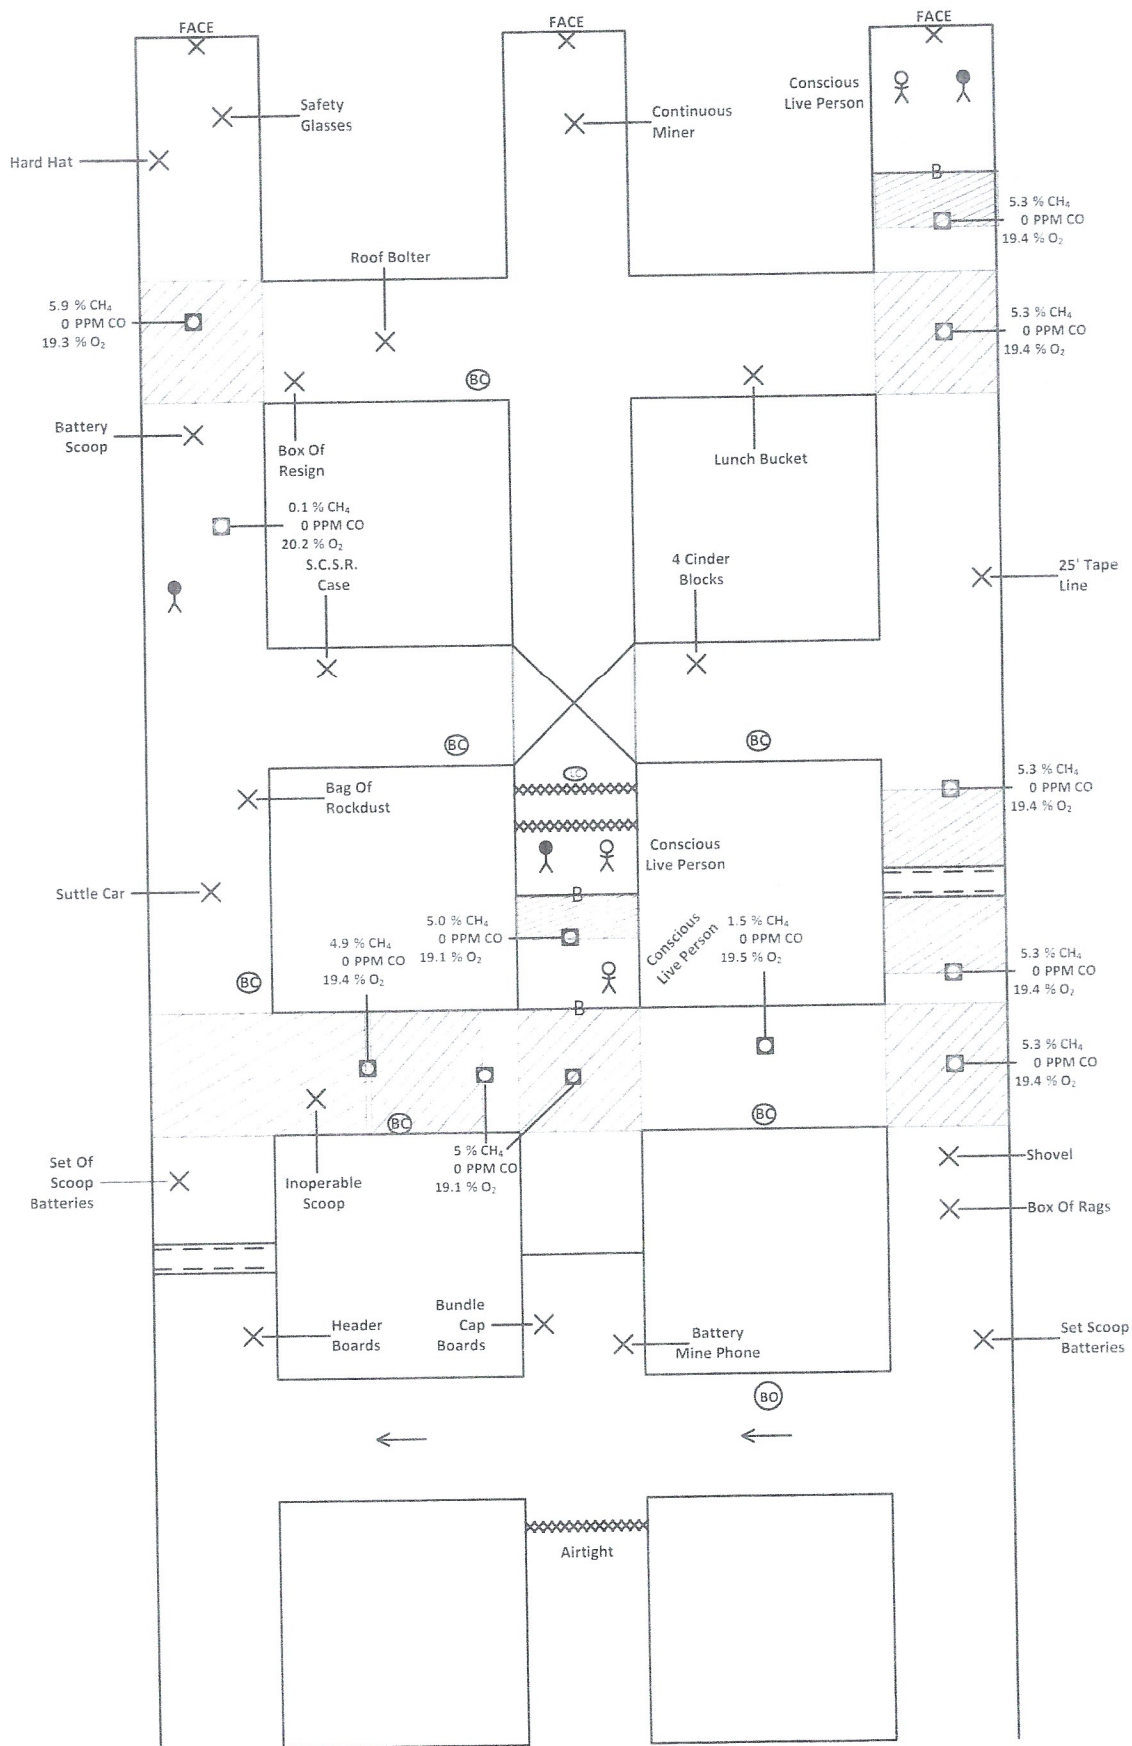 FACE
FACE
FACE
Safety
Glasses
Hard Hat
Continuous
Miner
Conscious
Live Person
B
5.3 % CH₄
0 PPM CO
19.4 % O₂
Roof Bolter
5.9 % CH₄
0 PPM CO
19.3 % O₂
5.3 % CH₄
0 PPM CO
19.4 % O₂
BC
Battery
Scoop
Box Of
Resign
Lunch Bucket
0.1 % CH₄
0 PPM CO
20.2 % O₂
S.C.S.R.
Case
4 Cinder
Blocks
25' Tape
Line
BC
BC
Bag Of
Rockdust
5.3 % CH₄
0 PPM CO
19.4 % O₂
Conscious
Live Person
Suttle Car
B
5.0 % CH₄
0 PPM CO
19.1 % O₂
Conscious
Live Person
1.5 % CH₄
0 PPM CO
19.5 % O₂
4.9 % CH₄
0 PPM CO
19.4 % O₂
5.3 % CH₄
0 PPM CO
19.4 % O₂
BC
B
5.3 % CH₄
0 PPM CO
19.4 % O₂
BC
BC
5 % CH₄
0 PPM CO
19.1 % O₂
Set Of
Scoop
Batteries
Inoperable
Scoop
Shovel
Box Of Rags
Header
Boards
Bundle
Cap
Boards
Battery
Mine Phone
Set Scoop
Batteries
BO
Airtight